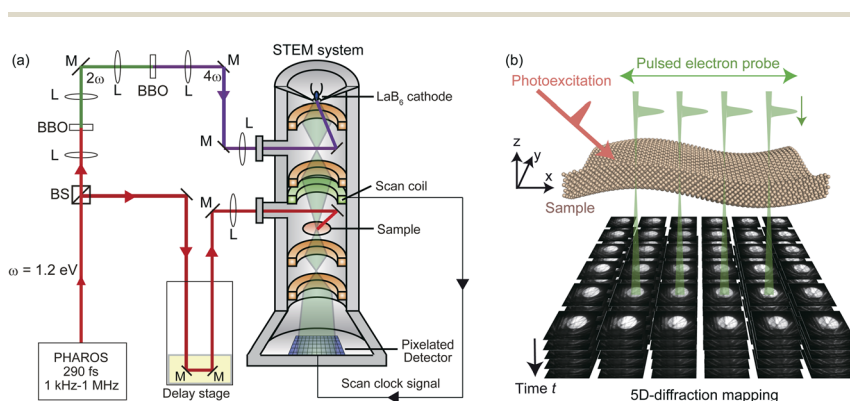 (a)
M
2ω
L
BBO
L
4ω
M
STEM system
L
BBO
L
BS
M
L
LaB6 cathode
Scan coil
M
L
Sample
ω = 1.2 eV
PHAROS
290 fs
1 kHz-1 MHz
M
M
Delay stage
Pixelated
Detector
Scan clock signal
(b)
Pulsed electron probe
Photoexcitation
z
y
x
Sample
Time t
5D-diffraction mapping